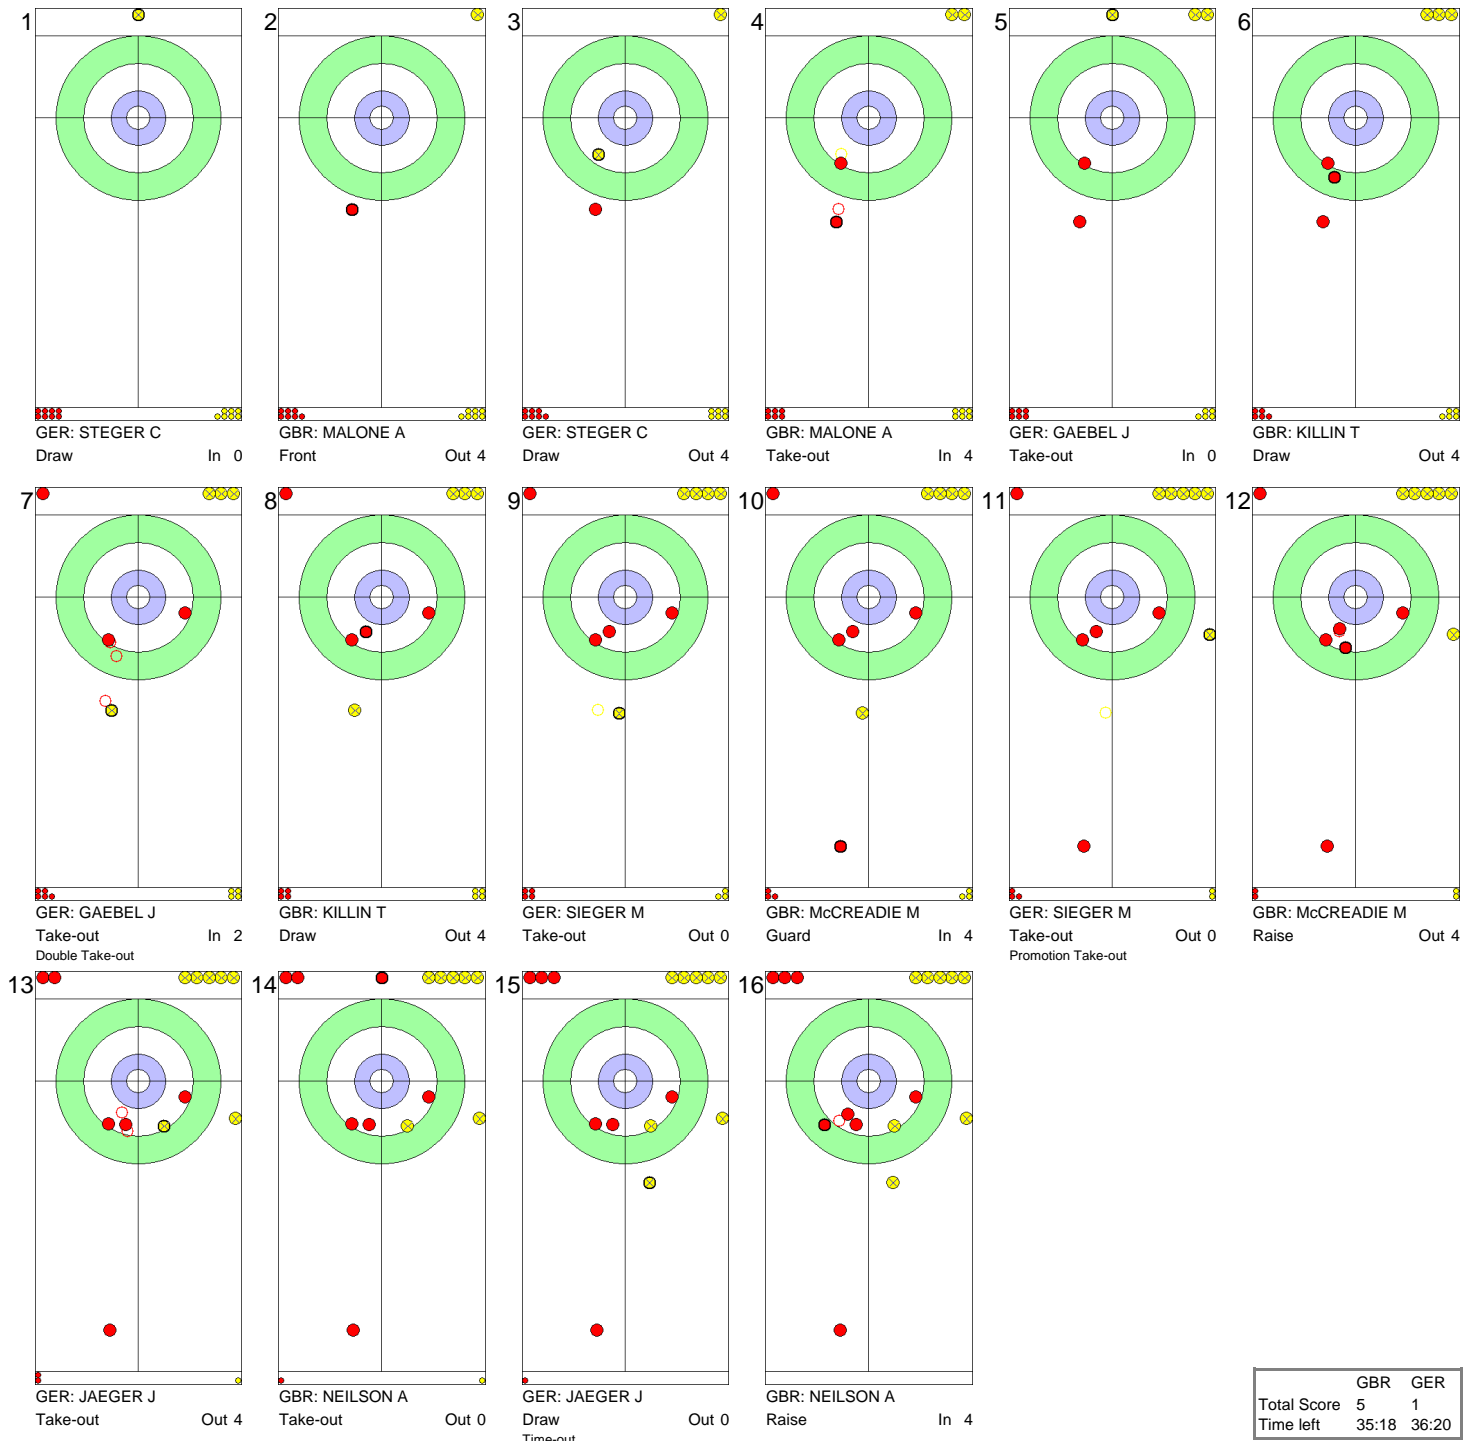 1
GER: STEGER C
Draw In 0
2
GBR: MALONE A
Front Out 4
3
GER: STEGER C
Draw Out 4
4
GBR: MALONE A
Take-out In 4
5
GER: GAEBEL J
Take-out In 0
6
GBR: KILLIN T
Draw Out 4
7
GER: GAEBEL J
Take-out In 2
Double Take-out
8
GBR: KILLIN T
Draw Out 4
9
GER: SIEGER M
Take-out Out 0
10
GBR: McCREADIE M
Guard In 4
11
GER: SIEGER M
Take-out Out 0
Promotion Take-out
12
GBR: McCREADIE M
Raise Out 4
13
GER: JAEGER J
Take-out Out 4
14
GBR: NEILSON A
Take-out Out 0
15
GER: JAEGER J
Draw Out 0
Time-out
16
GBR: NEILSON A
Raise In 4
GBR GER
Total Score 5 1
Time left 35:18 36:20